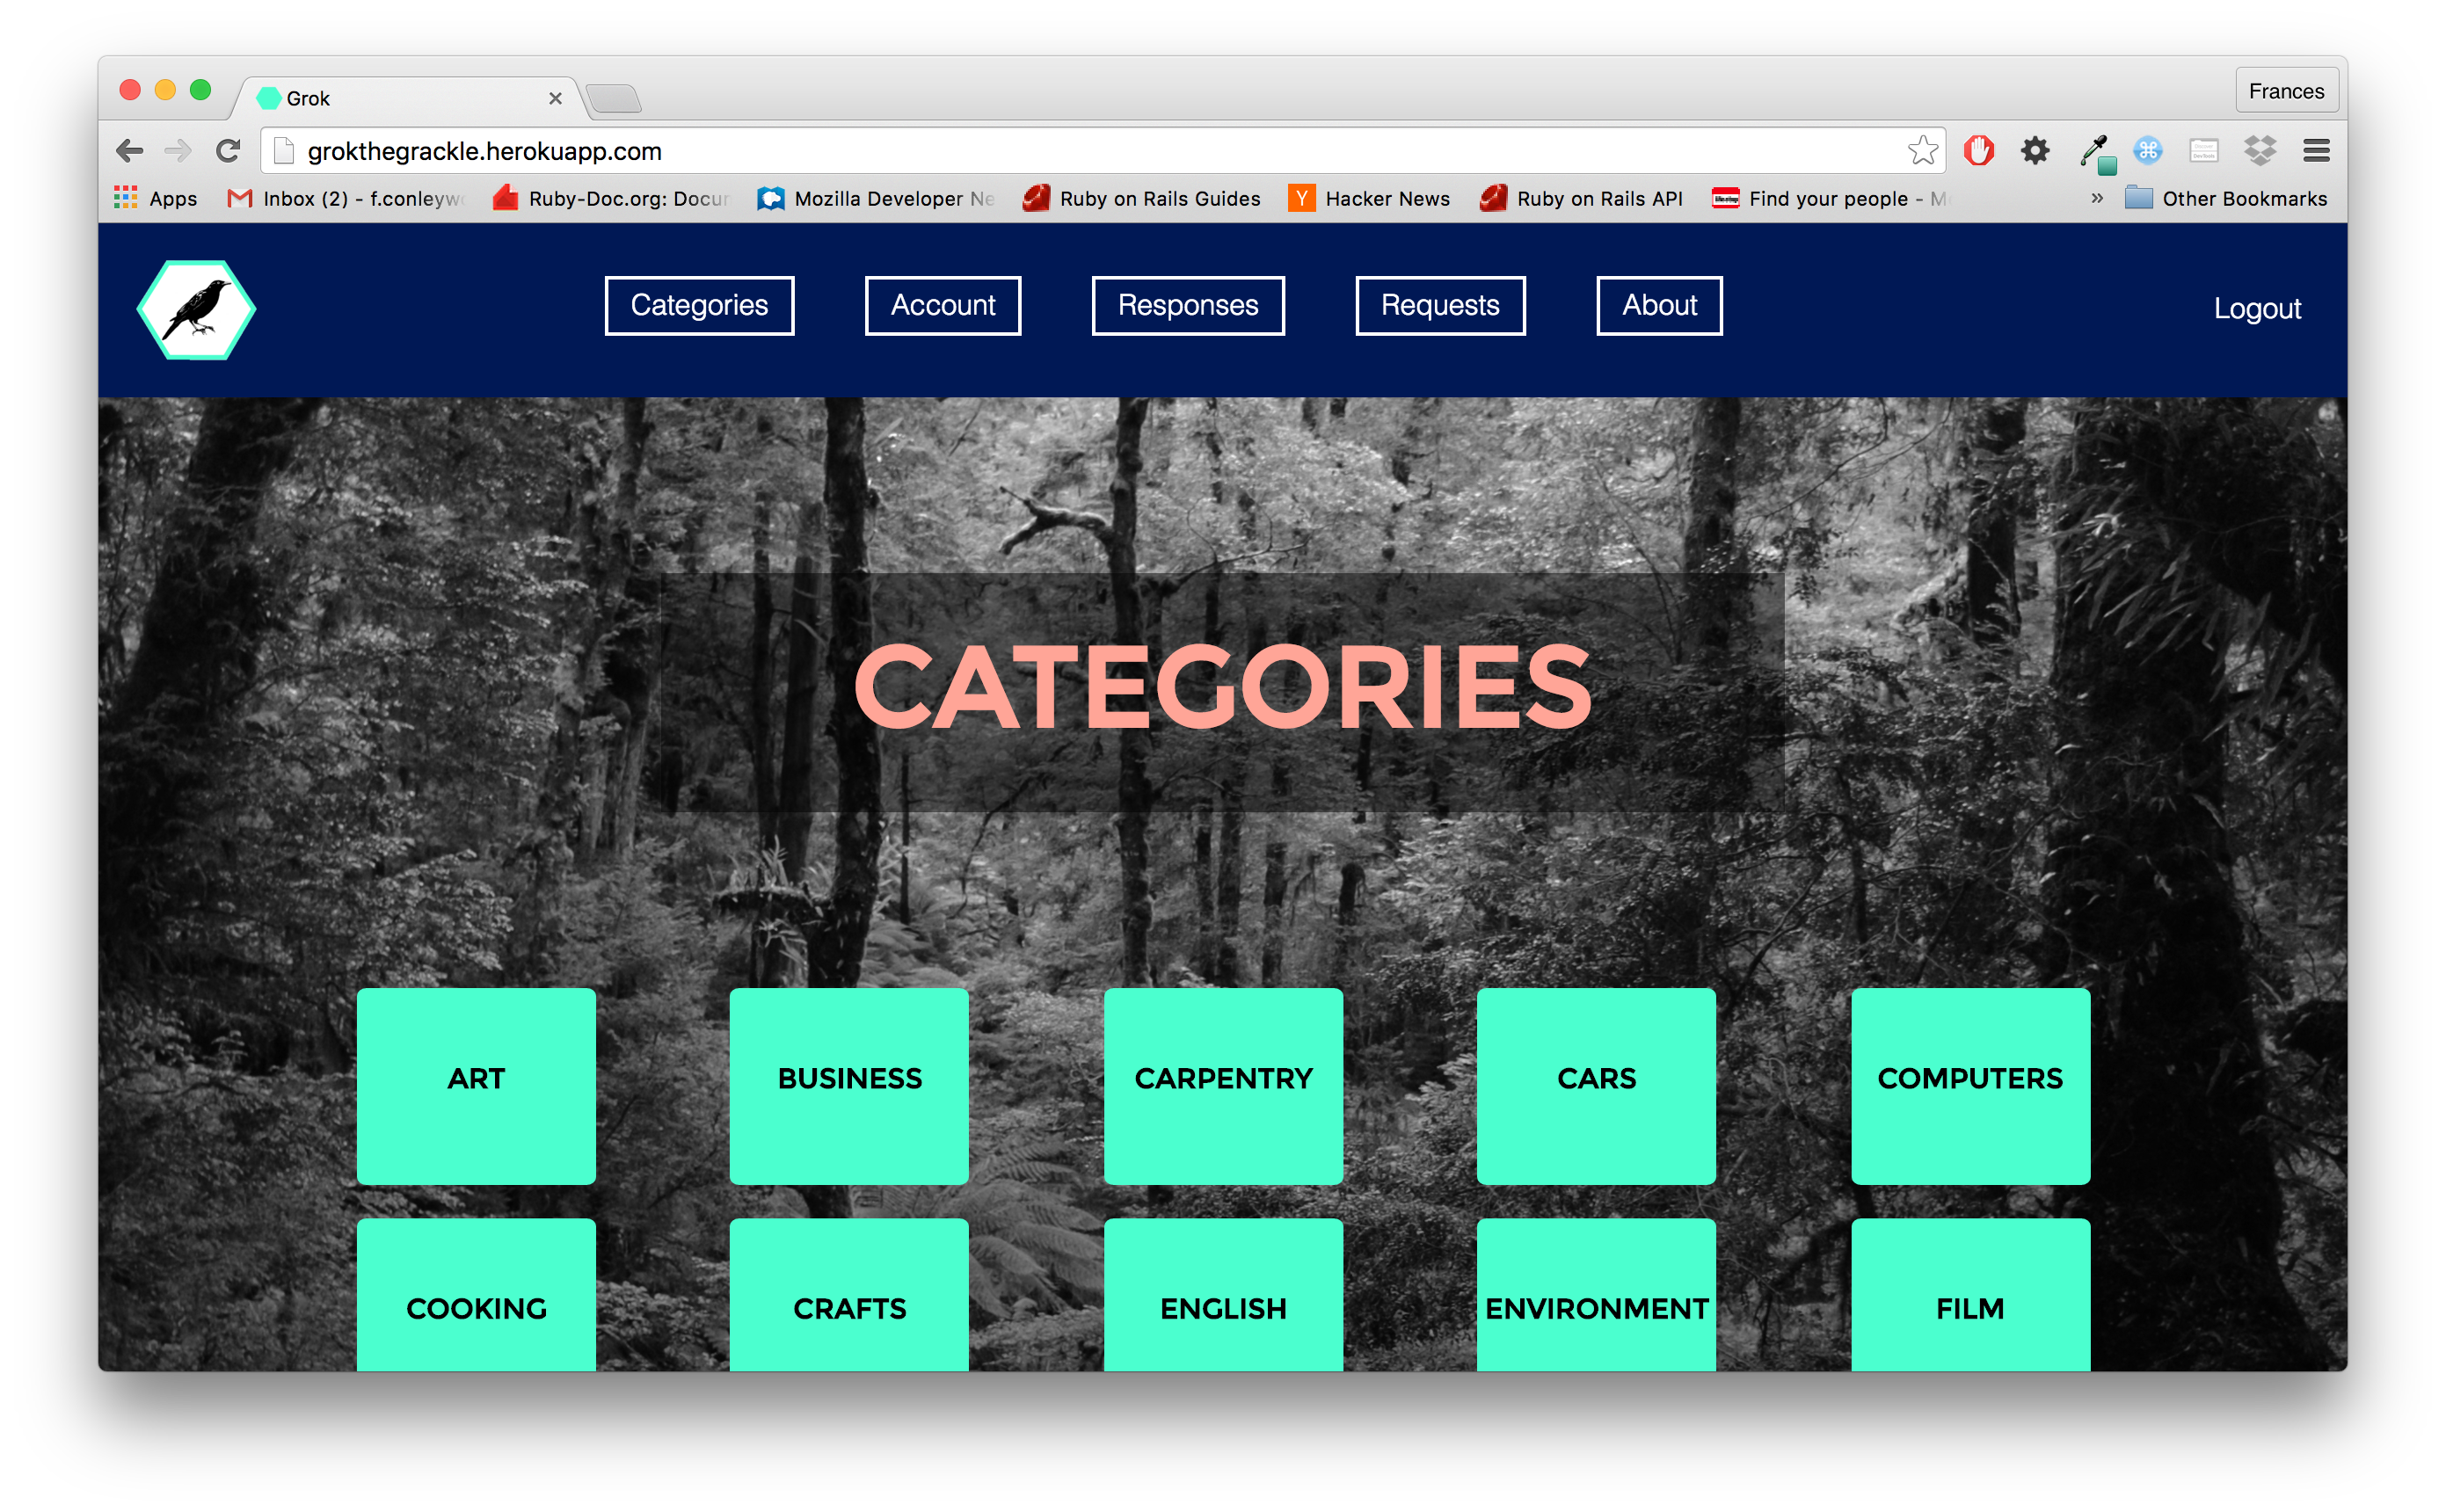 Grok
Frances
grokthegrackle.herokuapp.com
Apps Inbox (2) - f.conleyw Ruby-Doc.org: Docur Mozilla Developer Ne Ruby on Rails Guides Y Hacker News Ruby on Rails API Find your people - M » Other Bookmarks
Categories Account Responses Requests About Logout
CATEGORIES
ART BUSINESS CARPENTRY CARS COMPUTERS
COOKING CRAFTS ENGLISH ENVIRONMENT FILM